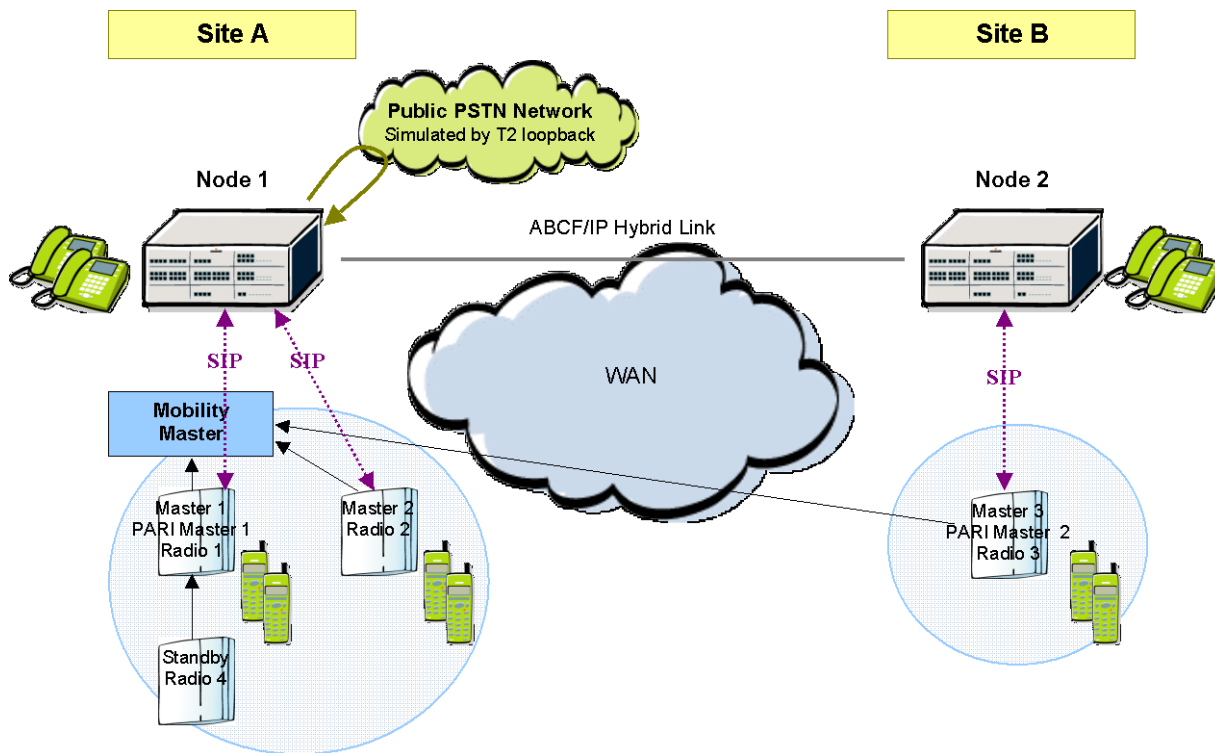 Site A
Site B
Public PSTN Network
Simulated by T2 loopback
Node 1
Node 2
ABCF/IP Hybrid Link
SIP
SIP
SIP
WAN
Mobility
Master
Master 1
PARI Master 1
Radio 1
Master 2
Radio 2
Master 3
PARI Master 2
Radio 3
Standby
Radio 4